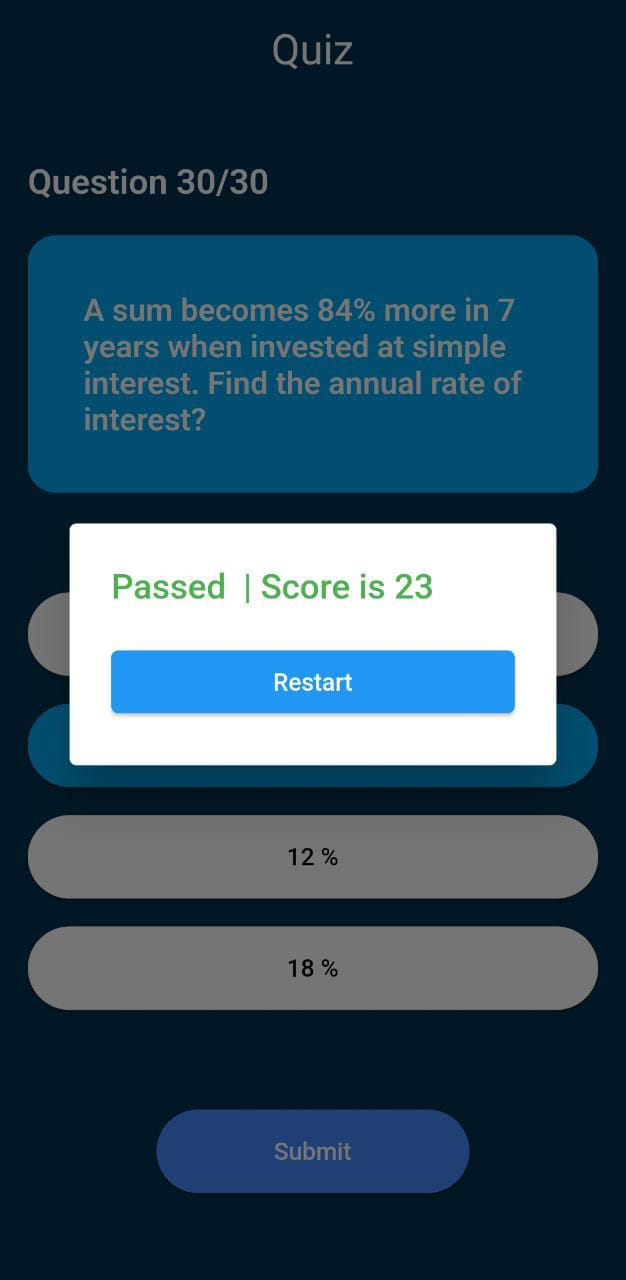 Quiz
Question 30/30
A sum becomes 84% more in 7
years when invested at simple
interest. Find the annual rate of
interest?
Passed | Score is 23
Restart
12 %
18 %
Submit